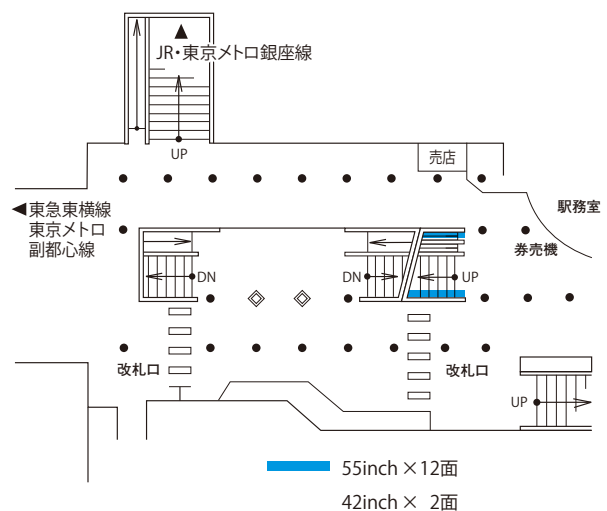 ▲
JR・東京メトロ銀座線
UP
売店
◀東急東横線
東京メトロ
副都心線
駅務室
券売機
DN
DN
UP
改札口
改札口
UP
55inch×12面
42inch× 2面